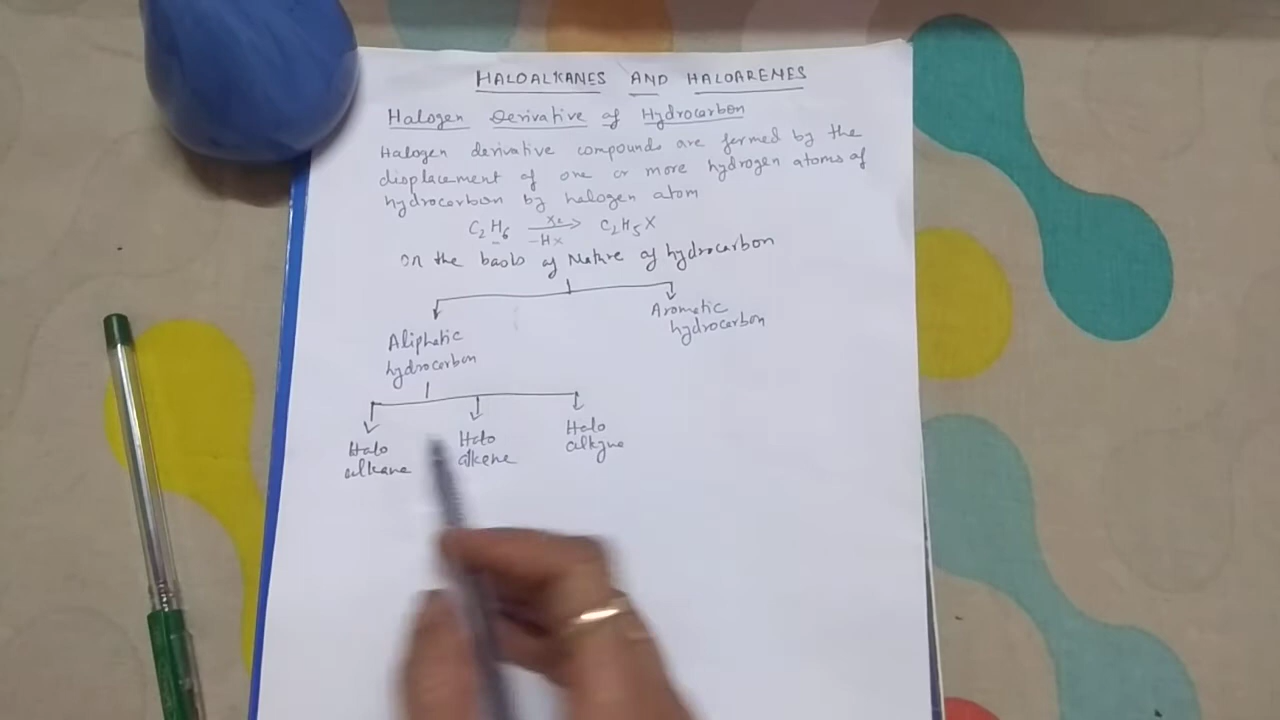 HALOALKANES AND HALOARENES
Halogen Derivative of Hydrocarbon
Halogen derivative compounds are formed by the
displacement of one or more hydrogen atoms of
hydrocarbon by halogen atom
C2H6 X2 -HX → C2H5X
on the basis of Nature of hydrocarbon
Aliphatic
hydrocarbon
Aromatic
hydrocarbon
Halo
alkane
Halo
alkene
Halo
alkyne